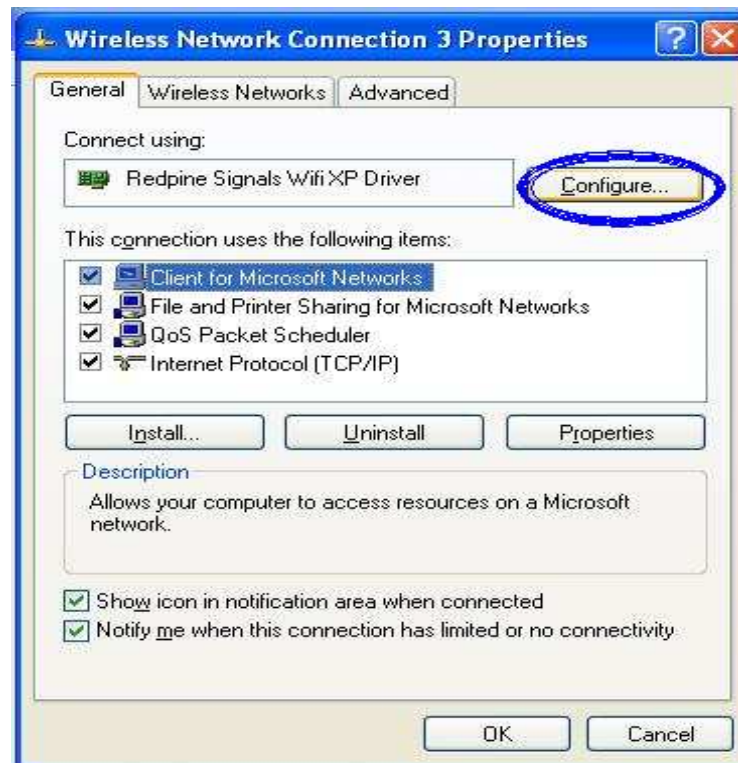 Wireless Network Connection 3 Properties
General Wireless Networks Advanced
Connect using:
Redpine Signals Wifi XP Driver Configure...
This connection uses the following items:
Client for Microsoft Networks
File and Printer Sharing for Microsoft Networks
QoS Packet Scheduler
Internet Protocol (TCP/IP)
Install... Uninstall Properties
Description
Allows your computer to access resources on a Microsoft
network.
Show icon in notification area when connected
Notify me when this connection has limited or no connectivity
OK Cancel